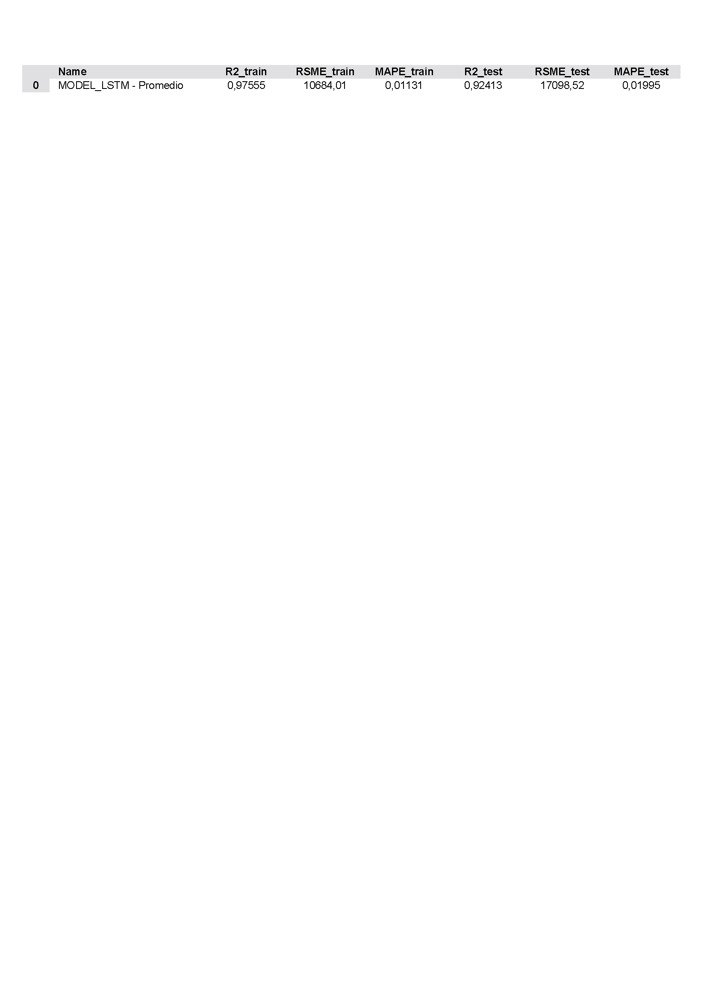 Name R2_train RSME_train MAPE_train R2_test RSME_test MAPE_test
0 MODEL_LSTM - Promedio 0,97555 10684,01 0,01131 0,92413 17098,52 0,01995